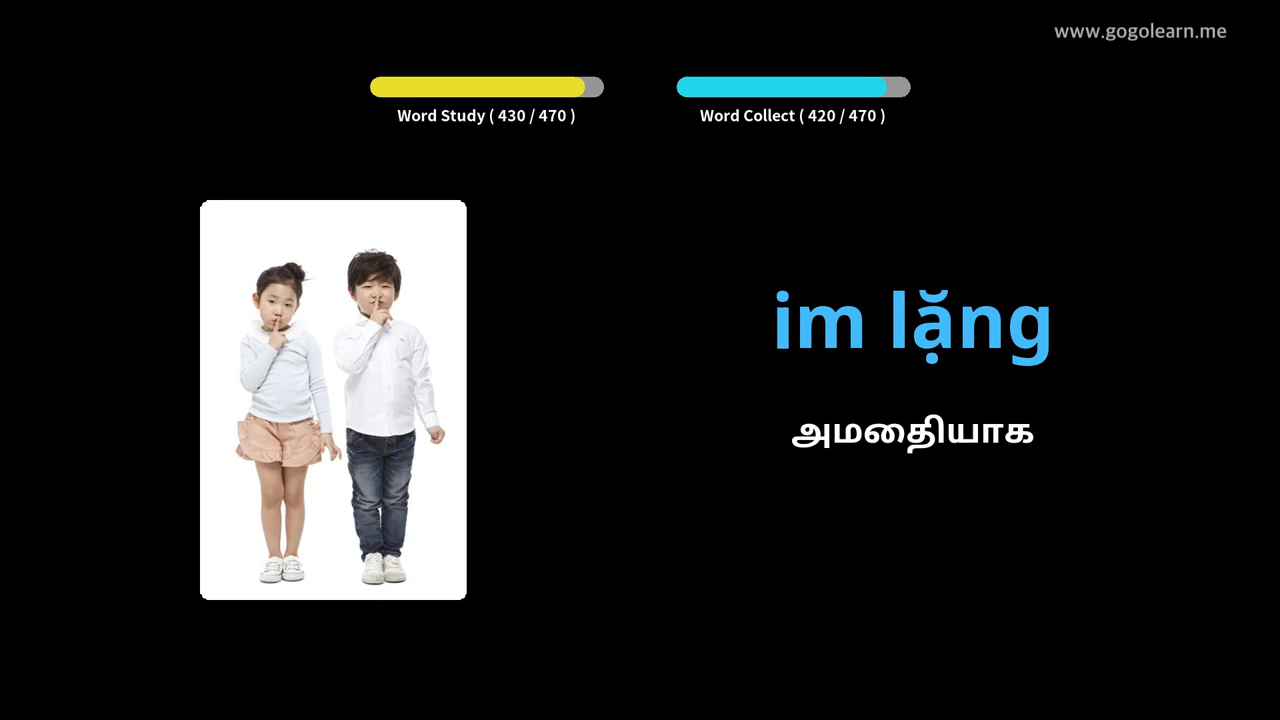 www.gogolearn.me
Word Study ( 430 / 470 )
Word Collect ( 420 / 470 )
im lặng
அமைதியாக